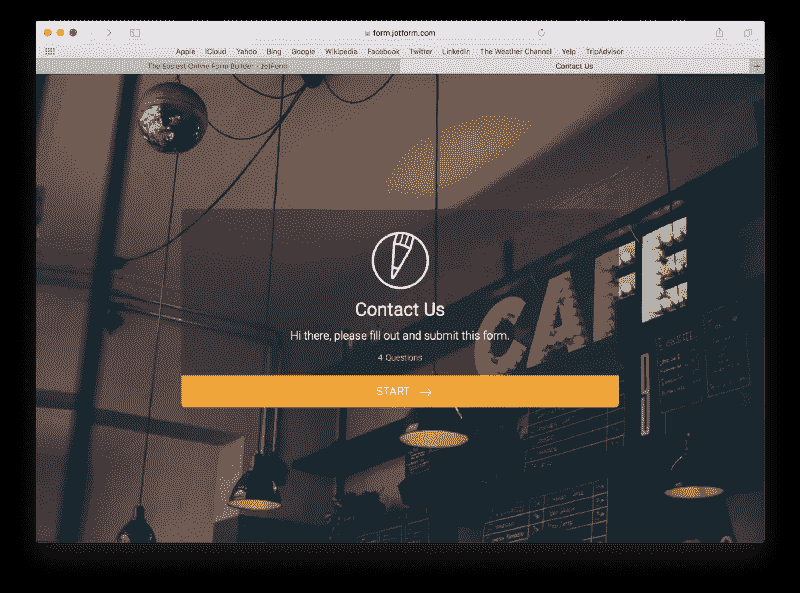 form.jotform.com
Apple iCloud Yahoo Bing Google Wikipedia Facebook Twitter LinkedIn The Weather Channel Yelp TripAdvisor
The Easiest Online Form Builder - JotForm Contact Us
CAFE
Contact Us
Hi there, please fill out and submit this form.
4 Questions
START →